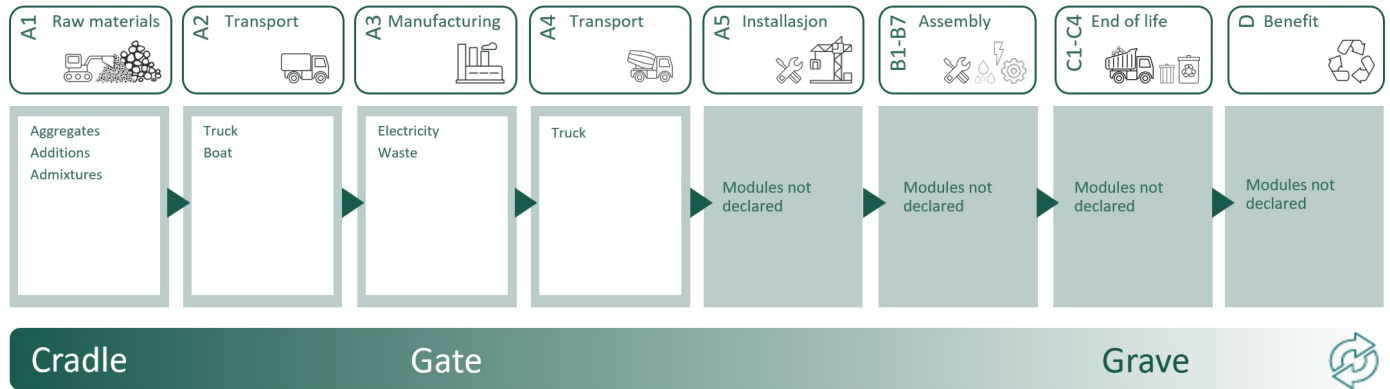 A1 Raw materials
A2 Transport
A3 Manufacturing
A4 Transport
A5 Installasjon
B1-B7 Assembly
C1-C4 End of life
D Benefit
Aggregates
Additions
Admixtures
Truck
Boat
Electricity
Waste
Truck
Modules not
declared
Modules not
declared
Modules not
declared
Modules not
declared
Cradle
Gate
Grave